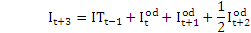 I_{t+3} = IT_{t−1} + I_t^{od} + I_{t+1}^{od} + \frac{1}{2} I_{t+2}^{od}